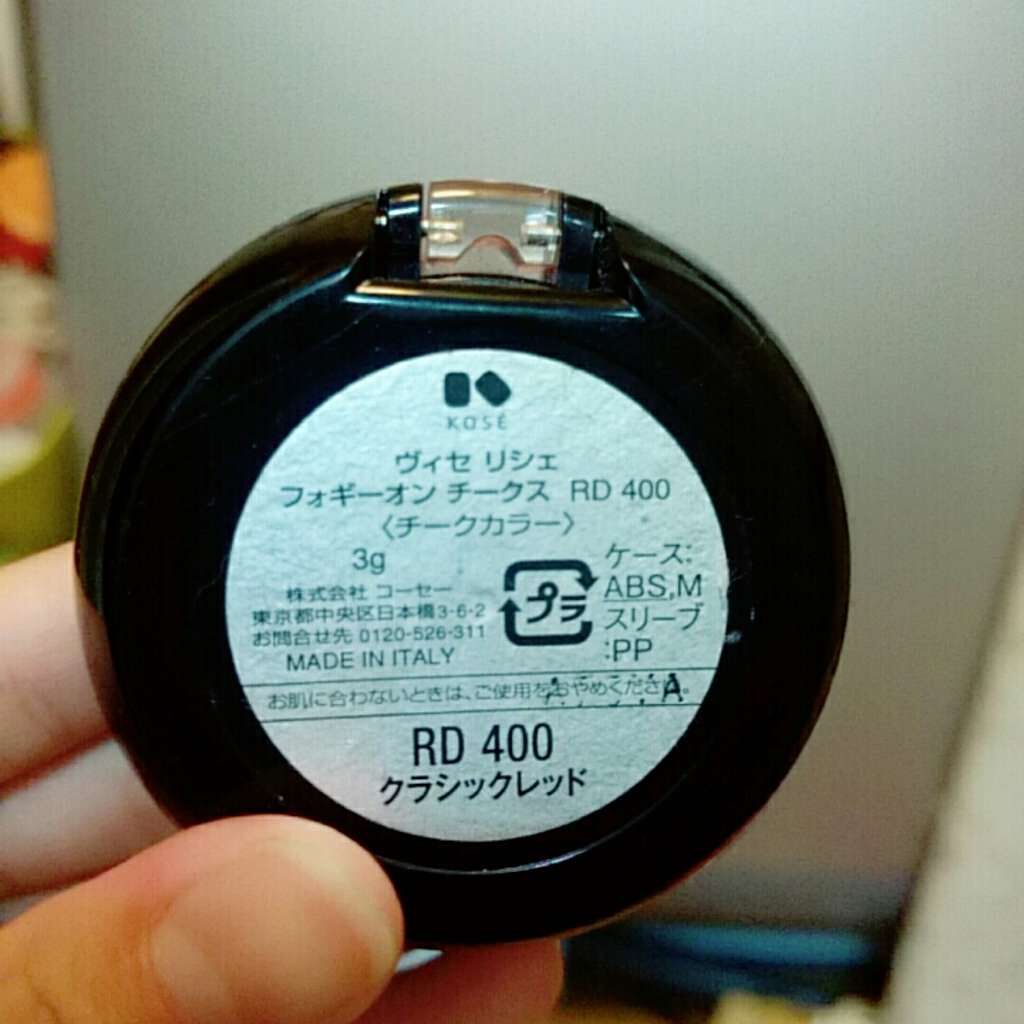 KOSÉ
ヴィセ リシェ
フォギーオン チークス RD 400
〈チークカラー〉
3g
株式会社 コーセー
東京都中央区日本橋3-6-2
お問合せ先 0120-526-311
MADE IN ITALY
プラ
ケース:
ABS,M
スリーブ
:PP
お肌に合わないときは、ご使用をおやめください。
RD 400
クラシックレッド